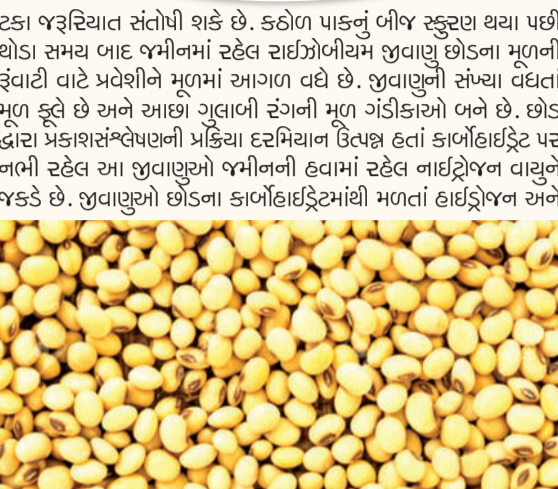 ટકા જરૂરિયાત સંતોષી શકે છે. કઠોળ પાકનું બીજ સ્ફુરણ થયા પછી
થોડા સમય બાદ જમીનમાં રહેલ રાઈઝોબીયમ જીવાણુ છોડના મૂળની
રૂંવાટી વાટે પ્રવેશીને મૂળમાં આગળ વધે છે. જીવાણુની સંખ્યા વધતાં
મૂળ ફૂલે છે અને આછા ગુલાબી રંગની મૂળ ગંડીકાઓ બને છે. છોડ
દ્વારા પ્રકાશસંશ્લેષણની પ્રક્રિયા દરમિયાન ઉત્પન્ન હતાં કાર્બોહાઈડ્રેટ પર
નભી રહેલ આ જીવાણુઓ જમીનની હવામાં રહેલ નાઈટ્રોજન વાયુન
જકડે છે. જીવાણુઓ છોડના કાર્બોહાઈડ્રેટમાંથી મળતાં હાઈડ્રોજન અને